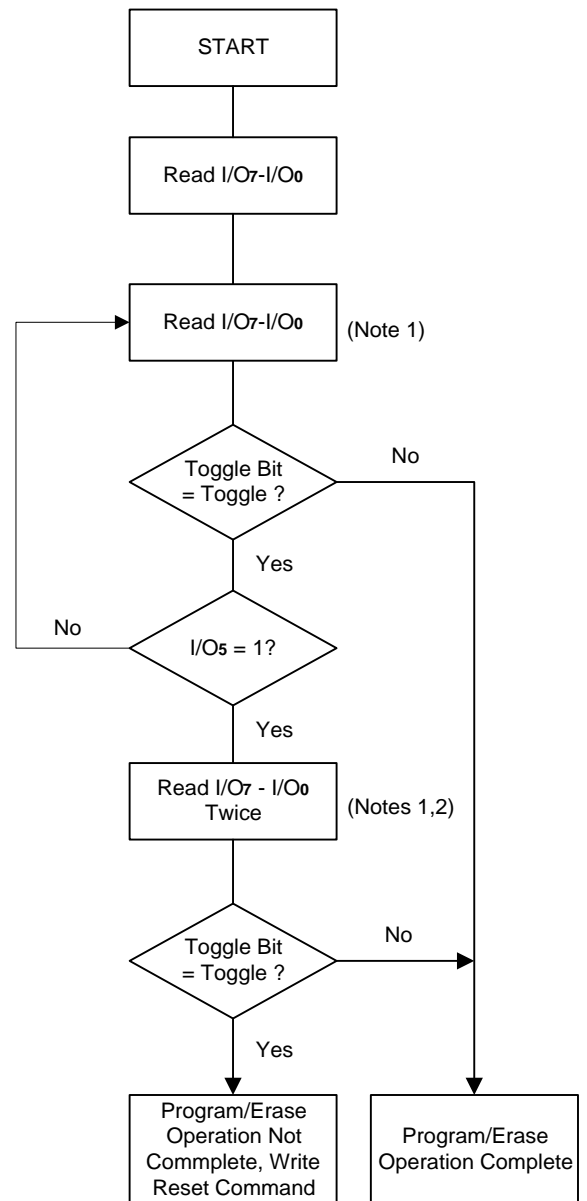 START
Read I/O7-I/O0
Read I/O7-I/O0
(Note 1)
Toggle Bit
= Toggle ?
No
Yes
No
I/O5 = 1?
Yes
Read I/O7 - I/O0
Twice
(Notes 1,2)
Toggle Bit
= Toggle ?
No
Yes
Program/Erase
Operation Not
Commplete, Write
Reset Command
Program/Erase
Operation Complete